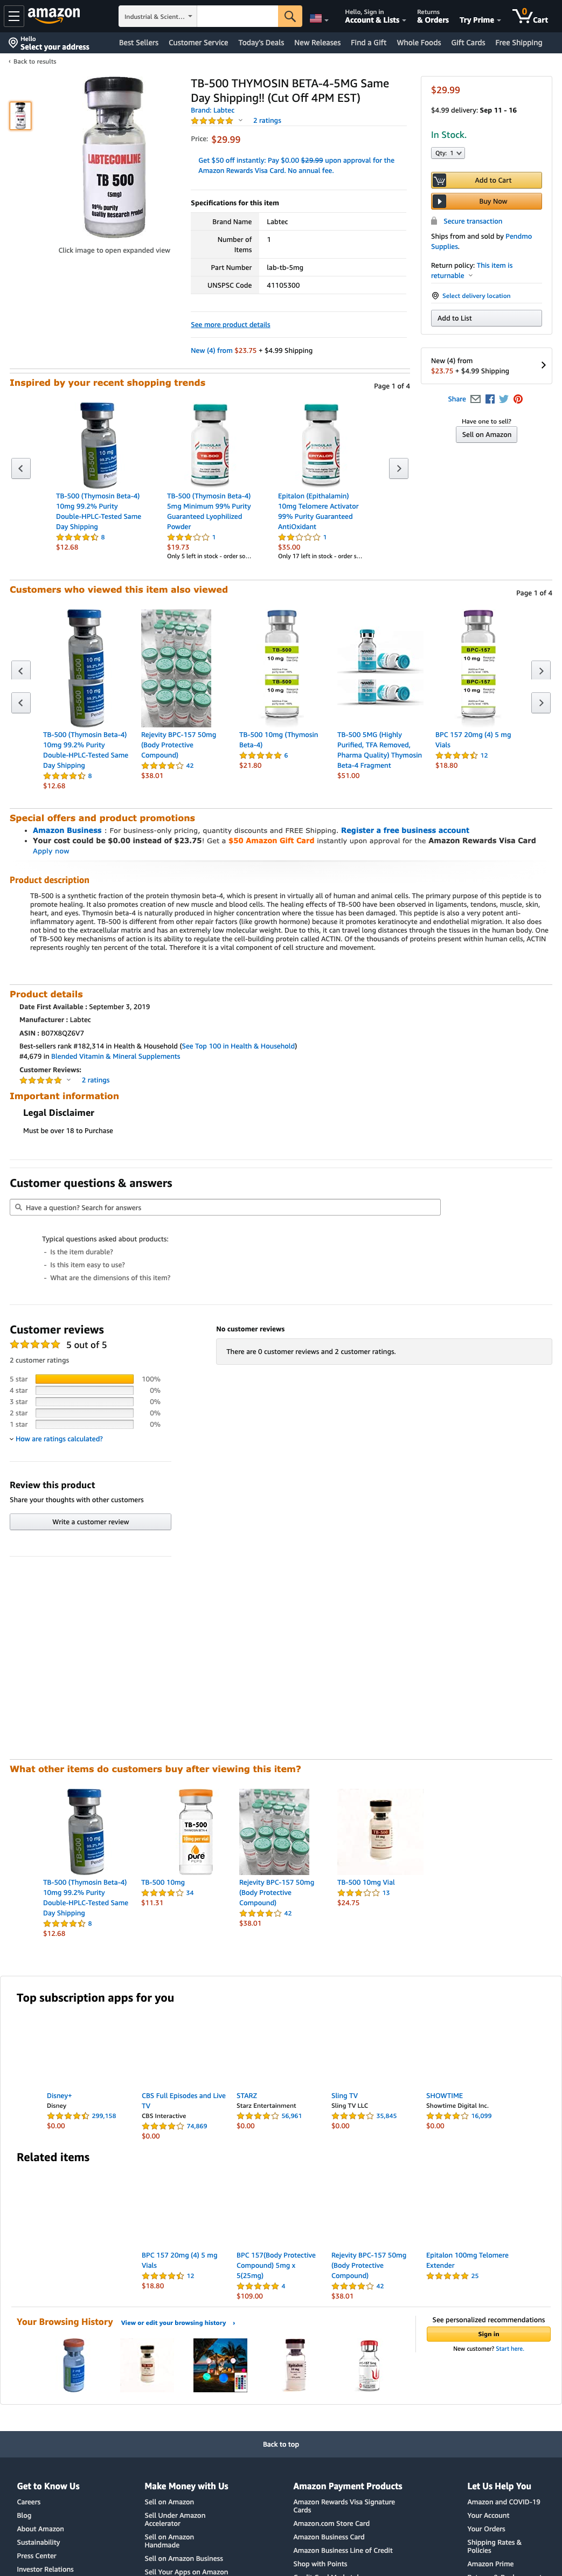 amazon
Industrial & Scient...
Hello, Sign in
Account & Lists
Returns
& Orders
Try Prime
0
Cart
Hello
Select your address
Best Sellers
Customer Service
Today's Deals
New Releases
Find a Gift
Whole Foods
Gift Cards
Free Shipping
‹ Back to results
LABTECONLINE
TB 500
(5mg)
99% purity
Quality Research Product
Click image to open expanded view
TB-500 THYMOSIN BETA-4-5MG Same
Day Shipping!! (Cut Off 4PM EST)
Brand: Labtec
2 ratings
Price: $29.99
Get $50 off instantly: Pay $0.00 $29.99 upon approval for the
Amazon Rewards Visa Card. No annual fee.
Specifications for this item
Brand Name Labtec
Number of
Items 1
Part Number lab-tb-5mg
UNSPSC Code 41105300
See more product details
New (4) from $23.75 + $4.99 Shipping
$29.99
$4.99 delivery: Sep 11 - 16
In Stock.
Qty: 1
Add to Cart
Buy Now
Secure transaction
Ships from and sold by Pendmo
Supplies.
Return policy: This item is
returnable
Select delivery location
Add to List
New (4) from
$23.75 + $4.99 Shipping
Share
Have one to sell?
Sell on Amazon
Inspired by your recent shopping trends
Page 1 of 4
TB-500 (Thymosin Beta-4)
10mg 99.2% Purity
Double-HPLC-Tested Same
Day Shipping
8
$12.68
TB-500 (Thymosin Beta-4)
5mg Minimum 99% Purity
Guaranteed Lyophilized
Powder
1
$19.73
Only 5 left in stock - order so...
Epitalon (Epithalamin)
10mg Telomere Activator
99% Purity Guaranteed
AntiOxidant
1
$35.00
Only 17 left in stock - order s...
Customers who viewed this item also viewed
Page 1 of 4
TB-500 (Thymosin Beta-4)
10mg 99.2% Purity
Double-HPLC-Tested Same
Day Shipping
8
$12.68
Rejevity BPC-157 50mg
(Body Protective
Compound)
42
$38.01
TB-500 10mg (Thymosin
Beta-4)
6
$21.80
TB-500 5MG (Highly
Purified, TFA Removed,
Pharma Quality) Thymosin
Beta-4 Fragment
$51.00
BPC 157 20mg (4) 5 mg
Vials
12
$18.80
Special offers and product promotions
• Amazon Business : For business-only pricing, quantity discounts and FREE Shipping. Register a free business account
• Your cost could be $0.00 instead of $23.75! Get a $50 Amazon Gift Card instantly upon approval for the Amazon Rewards Visa Card
Apply now
Product description
TB-500 is a synthetic fraction of the protein thymosin beta-4, which is present in virtually all of human and animal cells. The primary purpose of this peptide is to
promote healing. It also promotes creation of new muscle and blood cells. The healing effects of TB-500 have been observed in ligaments, tendons, muscle, skin,
heart, and eyes. Thymosin beta-4 is naturally produced in higher concentration where the tissue has been damaged. This peptide is also a very potent anti-
inflammatory agent. TB-500 is different from other repair factors (like growth hormone) because it promotes endothelial and keratinocyte migration. It also does
not bind to the extracellular matrix and has an extremely low molecular weight. Due to this, it can travel long distances through the tissues in the human body. One
of TB-500 key mechanisms of action is its ability to regulate the cell-building protein called ACTIN. Of the thousands of proteins present within human cells, ACTIN
represents roughly ten percent of the total. Therefore it is a vital component of cell structure and movement.
Product details
Date First Available : September 3, 2019
Manufacturer : Labtec
ASIN : B07X8QZ6V7
Best-sellers rank #182,314 in Health & Household (See Top 100 in Health & Household)
#4,679 in Blended Vitamin & Mineral Supplements
Customer Reviews:
2 ratings
Important information
Legal Disclaimer
Must be over 18 to Purchase
Customer questions & answers
Have a question? Search for answers
Typical questions asked about products:
- Is the item durable?
- Is this item easy to use?
- What are the dimensions of this item?
Customer reviews
5 out of 5
2 customer ratings
5 star 100%
4 star 0%
3 star 0%
2 star 0%
1 star 0%
How are ratings calculated?
No customer reviews
There are 0 customer reviews and 2 customer ratings.
Review this product
Share your thoughts with other customers
Write a customer review
What other items do customers buy after viewing this item?
TB-500 (Thymosin Beta-4)
10mg 99.2% Purity
Double-HPLC-Tested Same
Day Shipping
8
$12.68
TB-500 10mg
34
$11.31
Rejevity BPC-157 50mg
(Body Protective
Compound)
42
$38.01
TB-500 10mg Vial
13
$24.75
Top subscription apps for you
Disney+
Disney
299,158
$0.00
CBS Full Episodes and Live
TV
CBS Interactive
74,869
$0.00
STARZ
Starz Entertainment
56,961
$0.00
Sling TV
Sling TV LLC
35,845
$0.00
SHOWTIME
Showtime Digital Inc.
16,099
$0.00
Related items
BPC 157 20mg (4) 5 mg
Vials
12
$18.80
BPC 157(Body Protective
Compound) 5mg x
5(25mg)
4
$109.00
Rejevity BPC-157 50mg
(Body Protective
Compound)
42
$38.01
Epitalon 100mg Telomere
Extender
25
Your Browsing History
View or edit your browsing history ›
See personalized recommendations
Sign in
New customer? Start here.
Back to top
Get to Know Us
Careers
Blog
About Amazon
Sustainability
Press Center
Investor Relations
Make Money with Us
Sell on Amazon
Sell Under Amazon
Accelerator
Sell on Amazon
Handmade
Sell on Amazon Business
Sell Your Apps on Amazon
Amazon Payment Products
Amazon Rewards Visa Signature
Cards
Amazon.com Store Card
Amazon Business Card
Amazon Business Line of Credit
Shop with Points
Let Us Help You
Amazon and COVID-19
Your Account
Your Orders
Shipping Rates &
Policies
Amazon Prime